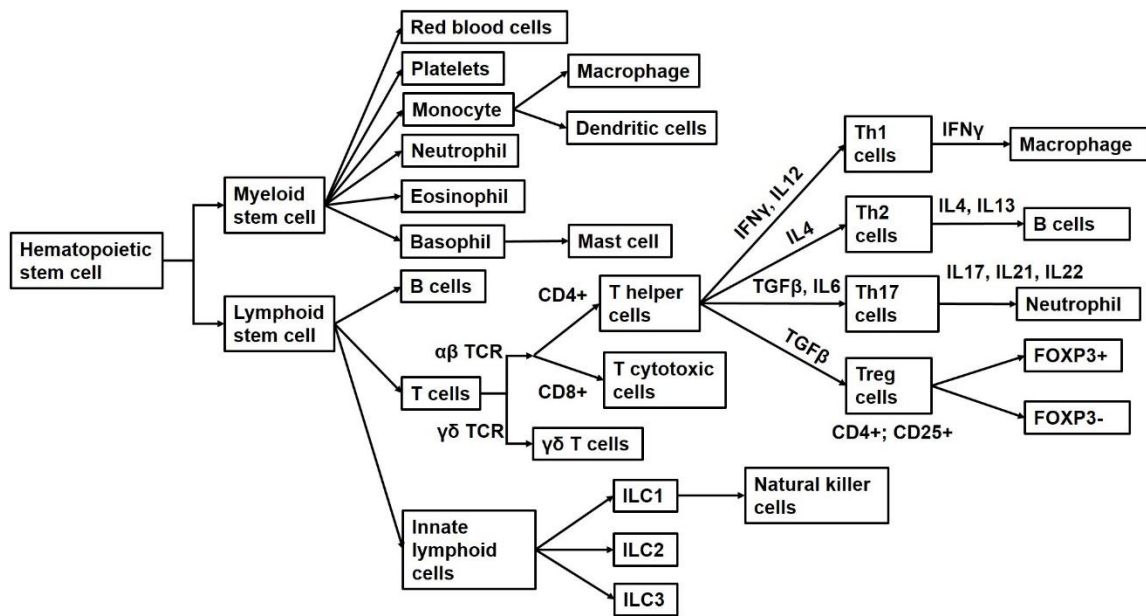 Hematopoietic
stem cell
Myeloid
stem cell
Lymphoid
stem cell
Red blood cells
Platelets
Monocyte
Neutrophil
Eosinophil
Basophil
Macrophage
Dendritic cells
Mast cell
B cells
T cells
αβ TCR
γδ TCR
CD4+
CD8+
T helper
cells
T cytotoxic
cells
γδ T cells
IFNγ, IL12
IL4
TGFβ, IL6
TGFβ
Th1
cells
IFNγ
Macrophage
Th2
cells
IL4, IL13
B cells
Th17
cells
IL17, IL21, IL22
Neutrophil
Treg
cells
CD4+; CD25+
FOXP3+
FOXP3-
Innate
lymphoid
cells
ILC1
ILC2
ILC3
Natural killer
cells